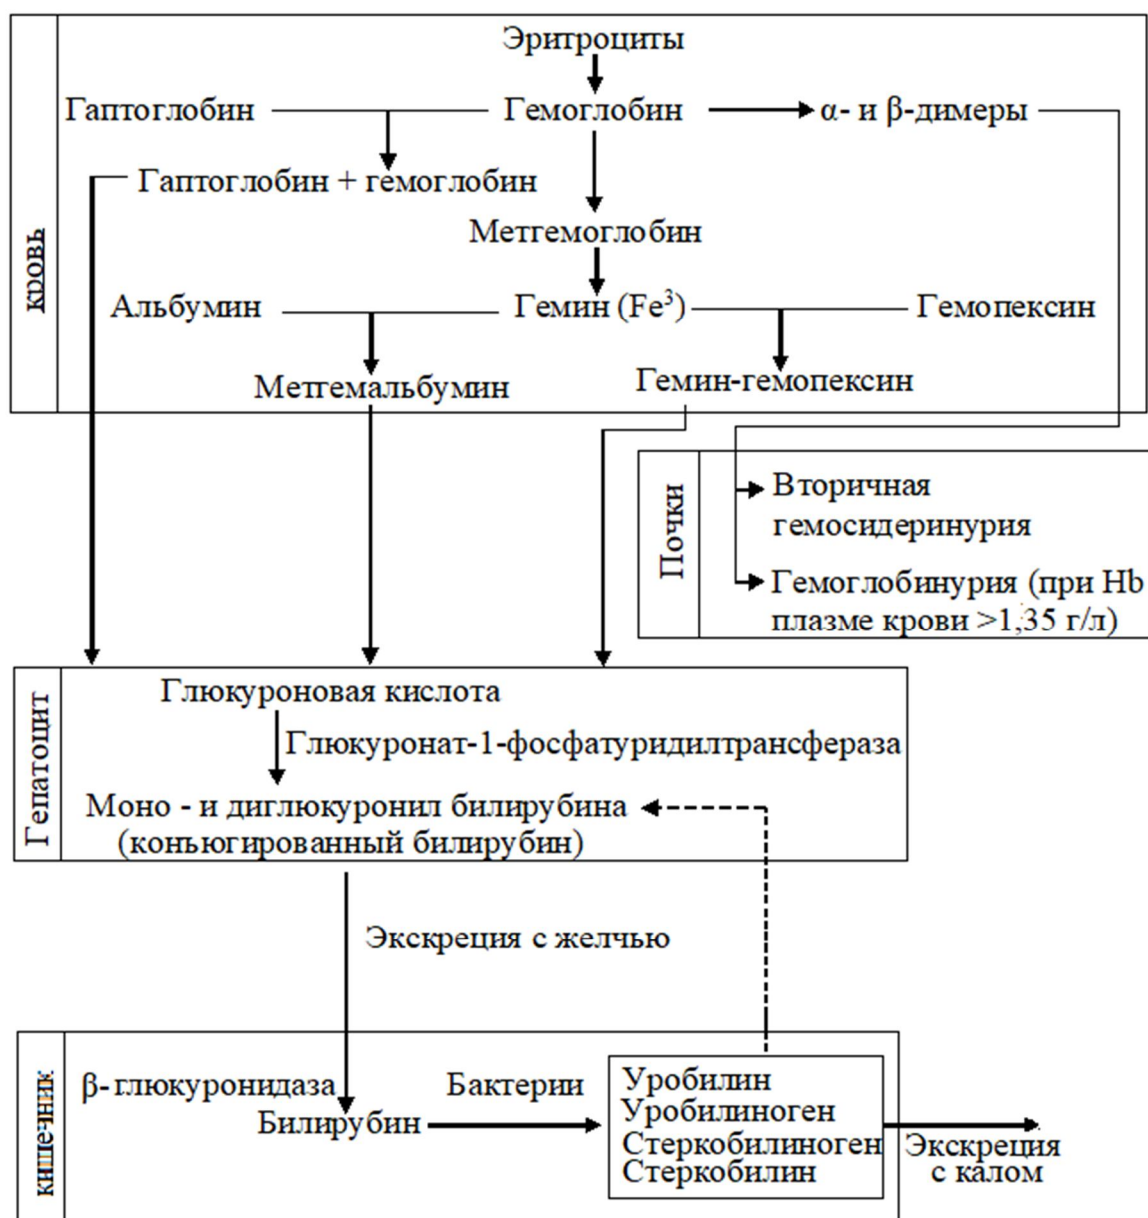 Эритроциты
Гаптоглобин
Гемоглобин
α- и β-димеры
Гаптоглобин + гемоглобин
Метгемоглобин
кровь
Альбумин
Гемин (Fe³)
Гемопексин
Метгемальбумин
Гемин-гемопексин
Почки
Вторичная
гемосидеринурия
Гемоглобинурия (при Hb
плазме крови >1,35 г/л)
Гепатоцит
Глюкуроновая кислота
Глюкуронат-1-фосфатуридилтрансфераза
Моно - и диглюкуронил билирубина
(коньюгированный билирубин)
Экскреция с желчью
кишечник
β-глюкуронидаза
Билирубин
Бактерии
Уробилин
Уробилиноген
Стеркобилиноген
Стеркобилин
Экскреция
с калом